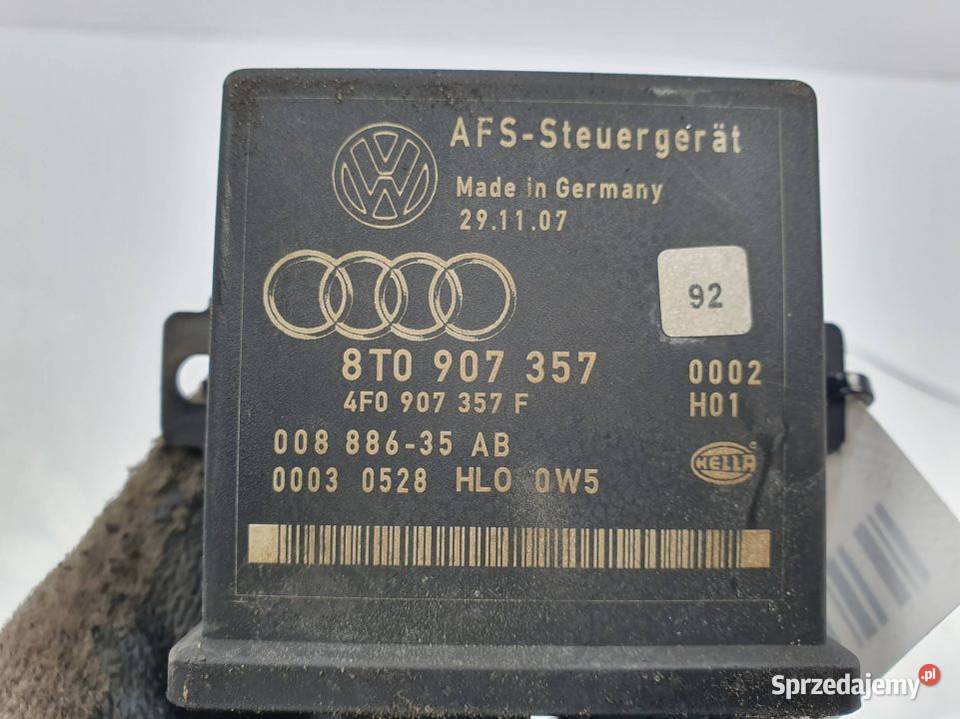 AFS-Steuergerät
Made in Germany
29.11.07
92
8T0 907 357 0002
4F0 907 357 F H01
008 886-35 AB
HELLA
0003 0528 HLO 0W5
Sprzedajemy.pl